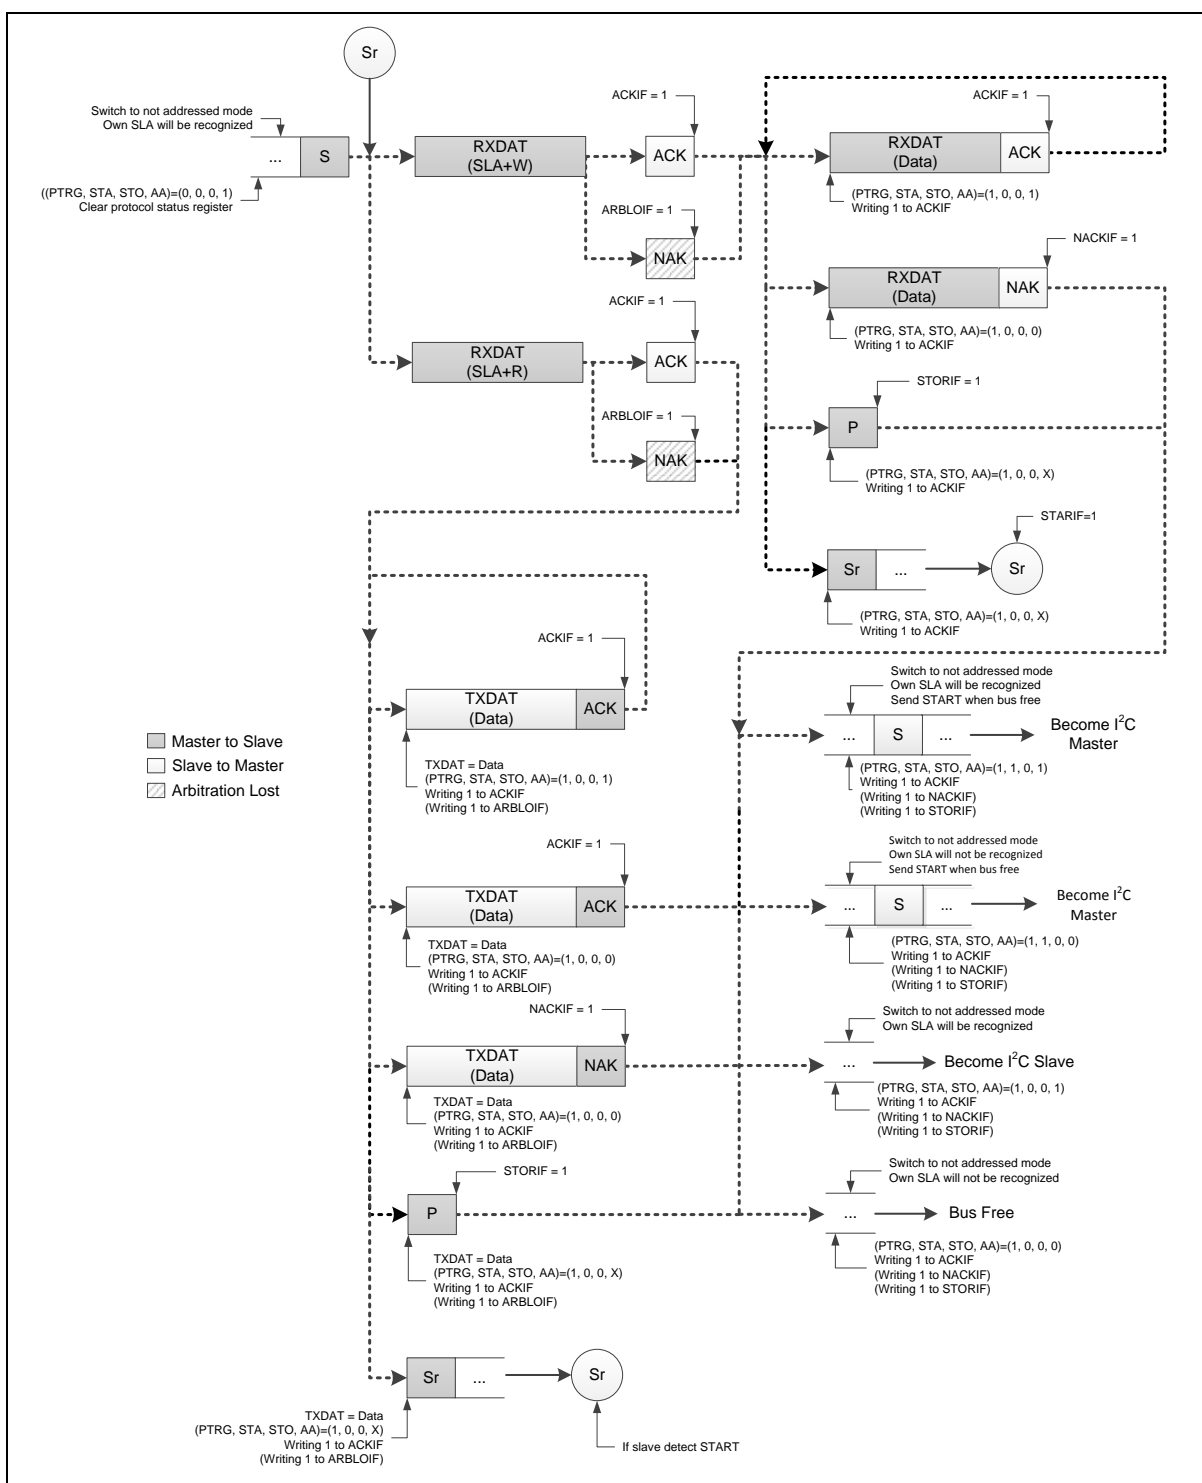 Sr
Switch to not addressed mode
Own SLA will be recognized
...
S
((PTRG, STA, STO, AA)=(0, 0, 0, 1)
Clear protocol status register
RXDAT
(SLA+W)
ACKIF = 1
ACK
ARBLOIF = 1
NAK
ACKIF = 1
RXDAT
(Data)
ACK
(PTRG, STA, STO, AA)=(1, 0, 0, 1)
Writing 1 to ACKIF
NACKIF = 1
RXDAT
(Data)
NAK
(PTRG, STA, STO, AA)=(1, 0, 0, 0)
Writing 1 to ACKIF
RXDAT
(SLA+R)
ACKIF = 1
ACK
ARBLOIF = 1
NAK
STORIF = 1
P
(PTRG, STA, STO, AA)=(1, 0, 0, X)
Writing 1 to ACKIF
STARIF=1
Sr
...
Sr
(PTRG, STA, STO, AA)=(1, 0, 0, X)
Writing 1 to ACKIF
ACKIF = 1
TXDAT
(Data)
ACK
TXDAT = Data
(PTRG, STA, STO, AA)=(1, 0, 0, 1)
Writing 1 to ACKIF
(Writing 1 to ARBLOIF)
Master to Slave
Slave to Master
Arbitration Lost
Switch to not addressed mode
Own SLA will be recognized
Send START when bus free
...
S
...
Become I²C
Master
(PTRG, STA, STO, AA)=(1, 1, 0, 1)
Writing 1 to ACKIF
(Writing 1 to NACKIF)
(Writing 1 to STORIF)
ACKIF = 1
TXDAT
(Data)
ACK
TXDAT = Data
(PTRG, STA, STO, AA)=(1, 0, 0, 0)
Writing 1 to ACKIF
(Writing 1 to ARBLOIF)
Switch to not addressed mode
Own SLA will not be recognized
Send START when bus free
...
S
...
Become I²C
Master
(PTRG, STA, STO, AA)=(1, 1, 0, 0)
Writing 1 to ACKIF
(Writing 1 to NACKIF)
(Writing 1 to STORIF)
NACKIF = 1
TXDAT
(Data)
NAK
TXDAT = Data
(PTRG, STA, STO, AA)=(1, 0, 0, 0)
Writing 1 to ACKIF
(Writing 1 to ARBLOIF)
Switch to not addressed mode
Own SLA will be recognized
...
Become I²C Slave
(PTRG, STA, STO, AA)=(1, 0, 0, 1)
Writing 1 to ACKIF
(Writing 1 to NACKIF)
(Writing 1 to STORIF)
STORIF = 1
P
TXDAT = Data
(PTRG, STA, STO, AA)=(1, 0, 0, X)
Writing 1 to ACKIF
(Writing 1 to ARBLOIF)
Switch to not addressed mode
Own SLA will not be recognized
...
Bus Free
(PTRG, STA, STO, AA)=(1, 0, 0, 0)
Writing 1 to ACKIF
(Writing 1 to NACKIF)
(Writing 1 to STORIF)
Sr
...
Sr
TXDAT = Data
(PTRG, STA, STO, AA)=(1, 0, 0, X)
Writing 1 to ACKIF
(Writing 1 to ARBLOIF)
If slave detect START